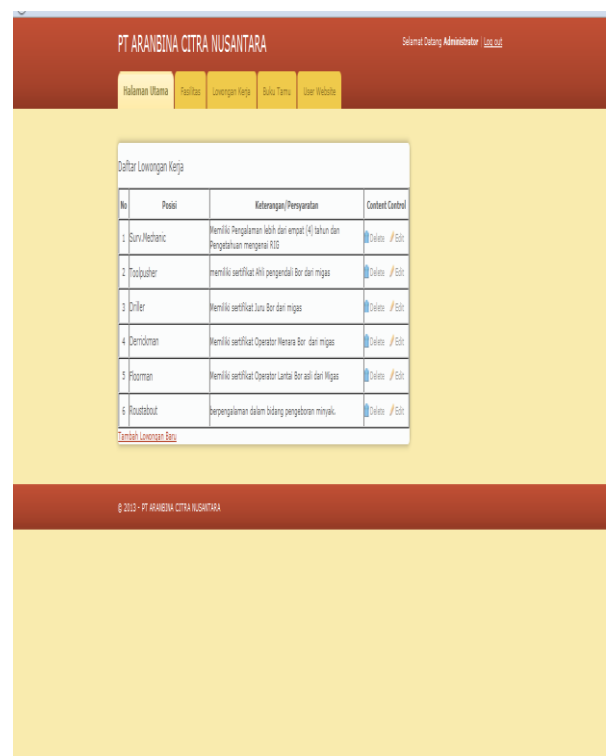 PT ARANBINA CITRA NUSANTARA
Selamat Datang Administrator | Log out
Halaman Utama Fasilitas Lowongan Kerja Buku Tamu User Website
Daftar Lowongan Kerja
No Posisi Keterangan/Persyaratan Content Control
1 Surv.Mechanic Memiliki Pengalaman lebih dari empat (4) tahun dan
Pengetahuan mengenai RIG Delete Edit
2 Toolpusher memiliki sertifikat Ahli pengendali Bor dari migas Delete Edit
3 Driller Memiliki sertifikat Juru Bor dari migas Delete Edit
4 Derrickman Memiliki sertifikat Operator Menara Bor dari migas Delete Edit
5 Floorman Memiliki sertifikat Operator Lantai Bor asli dari Migas Delete Edit
6 Roustabout berpengalaman dalam bidang pengeboran minyak. Delete Edit
Tambah Lowongan Baru
© 2013 - PT ARANBINA CITRA NUSANTARA